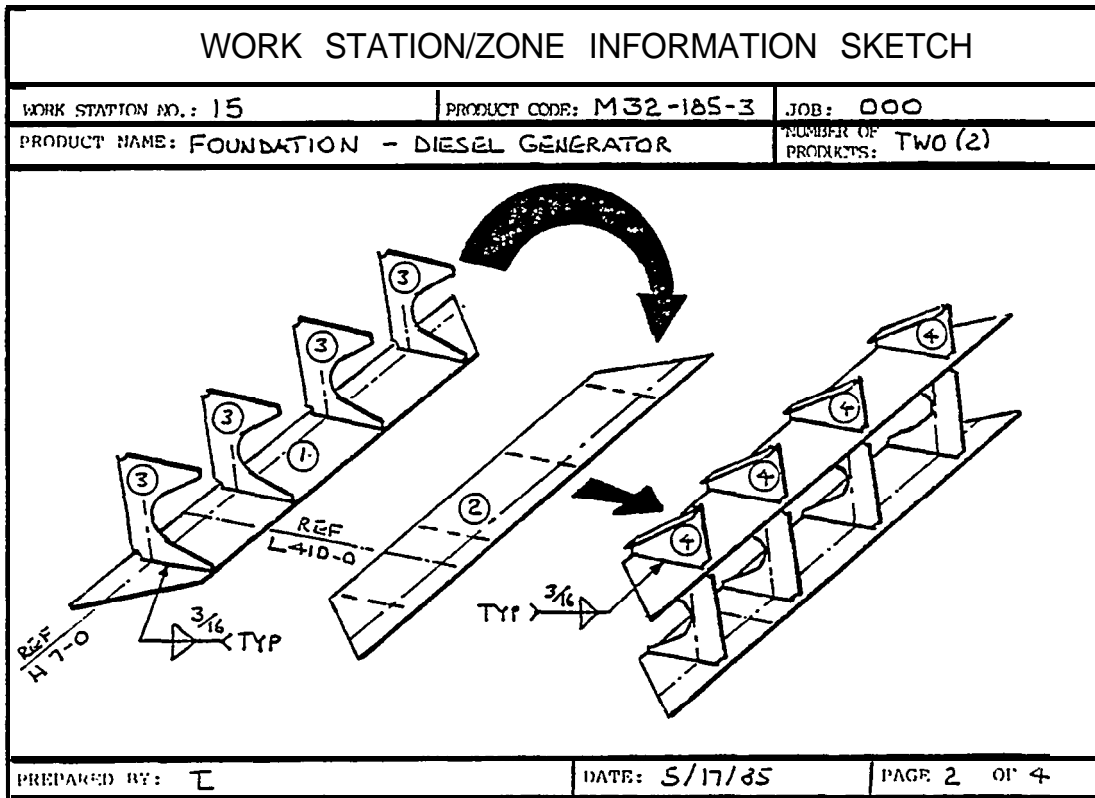 WORK STATION/ZONE INFORMATION SKETCH
WORK STATION NO.: 15
PRODUCT CODE: M32-185-3
JOB: 000
PRODUCT NAME: FOUNDATION - DIESEL GENERATOR
NUMBER OF
PRODUCTS: TWO (2)
3
3
3
3
1
2
4
4
4
4
REF
L410-0
REF
H7-0
3/16
TYP
TYP
3/16
PREPARED BY: I
DATE: 5/17/85
PAGE 2 OF 4